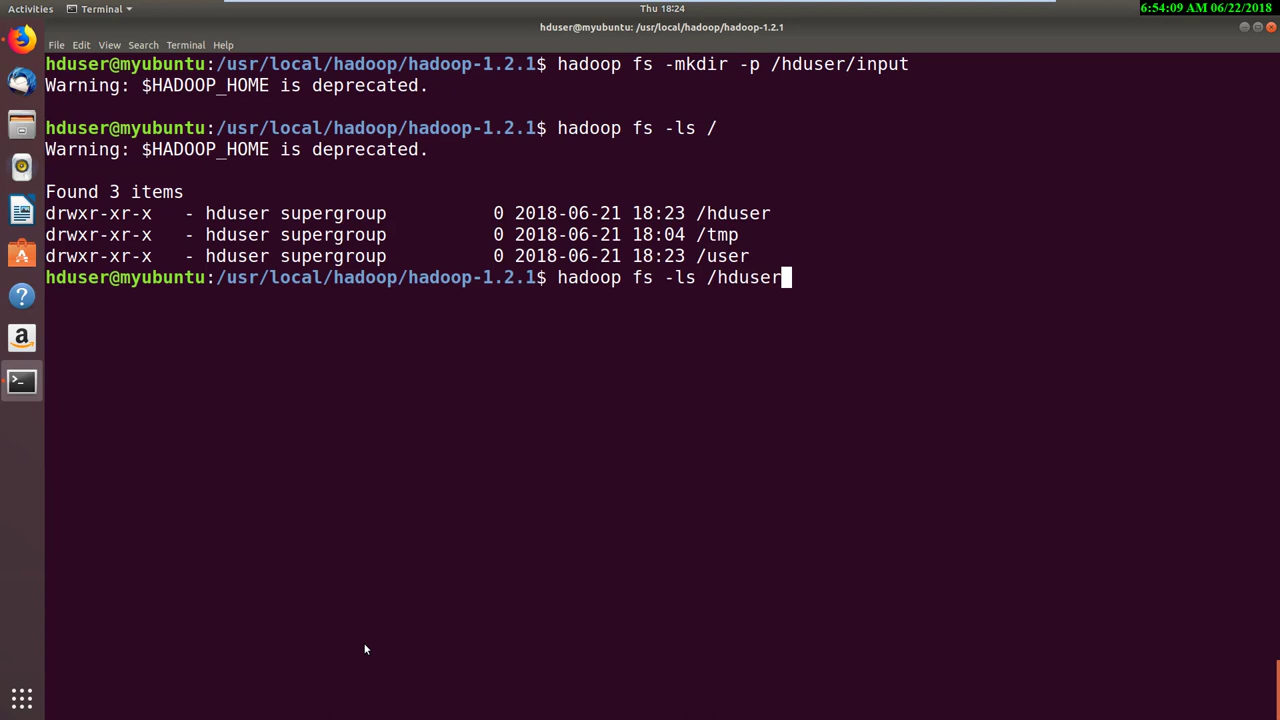 Activities Terminal Thu 18:24 6:54:09 AM 06/22/2018
hduser@myubuntu: /usr/local/hadoop/hadoop-1.2.1
File Edit View Search Terminal Help
hduser@myubuntu:/usr/local/hadoop/hadoop-1.2.1$ hadoop fs -mkdir -p /hduser/input
Warning: $HADOOP_HOME is deprecated.
hduser@myubuntu:/usr/local/hadoop/hadoop-1.2.1$ hadoop fs -ls /
Warning: $HADOOP_HOME is deprecated.
Found 3 items
drwxr-xr-x   - hduser supergroup          0 2018-06-21 18:23 /hduser
drwxr-xr-x   - hduser supergroup          0 2018-06-21 18:04 /tmp
drwxr-xr-x   - hduser supergroup          0 2018-06-21 18:23 /user
hduser@myubuntu:/usr/local/hadoop/hadoop-1.2.1$ hadoop fs -ls /hduser